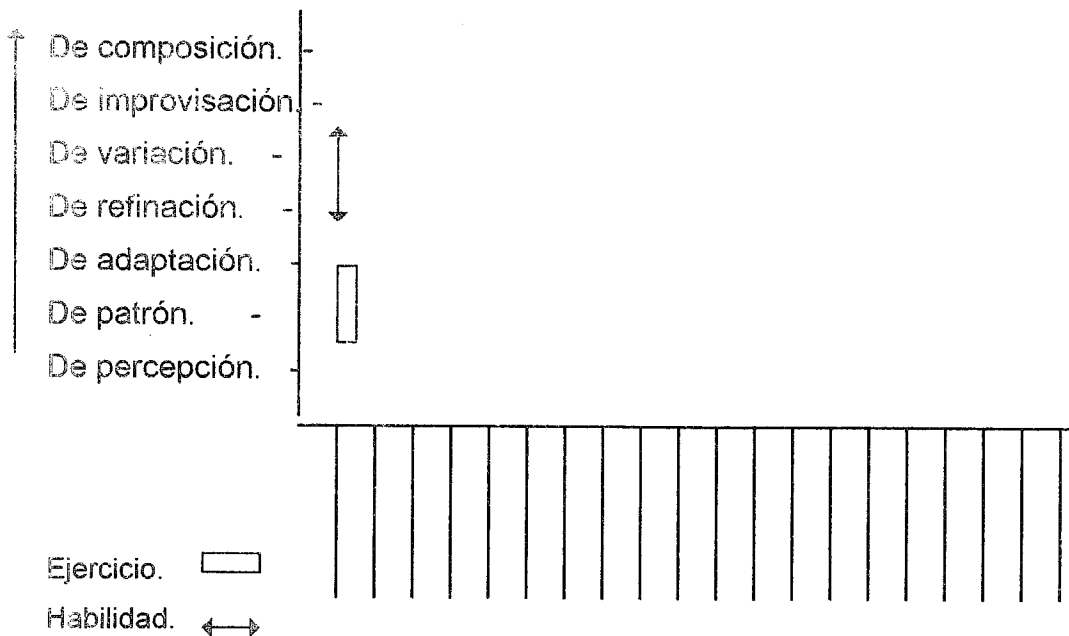 De composición. -
De improvisación. -
De variación. -
De refinación. -
De adaptación. -
De patrón. -
De percepción. -
Ejercicio.
Habilidad.